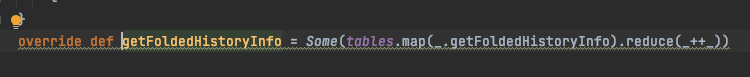 }
override def getFoldedHistoryInfo = Some(tables.map(_.getFoldedHistoryInfo).reduce(_++_))